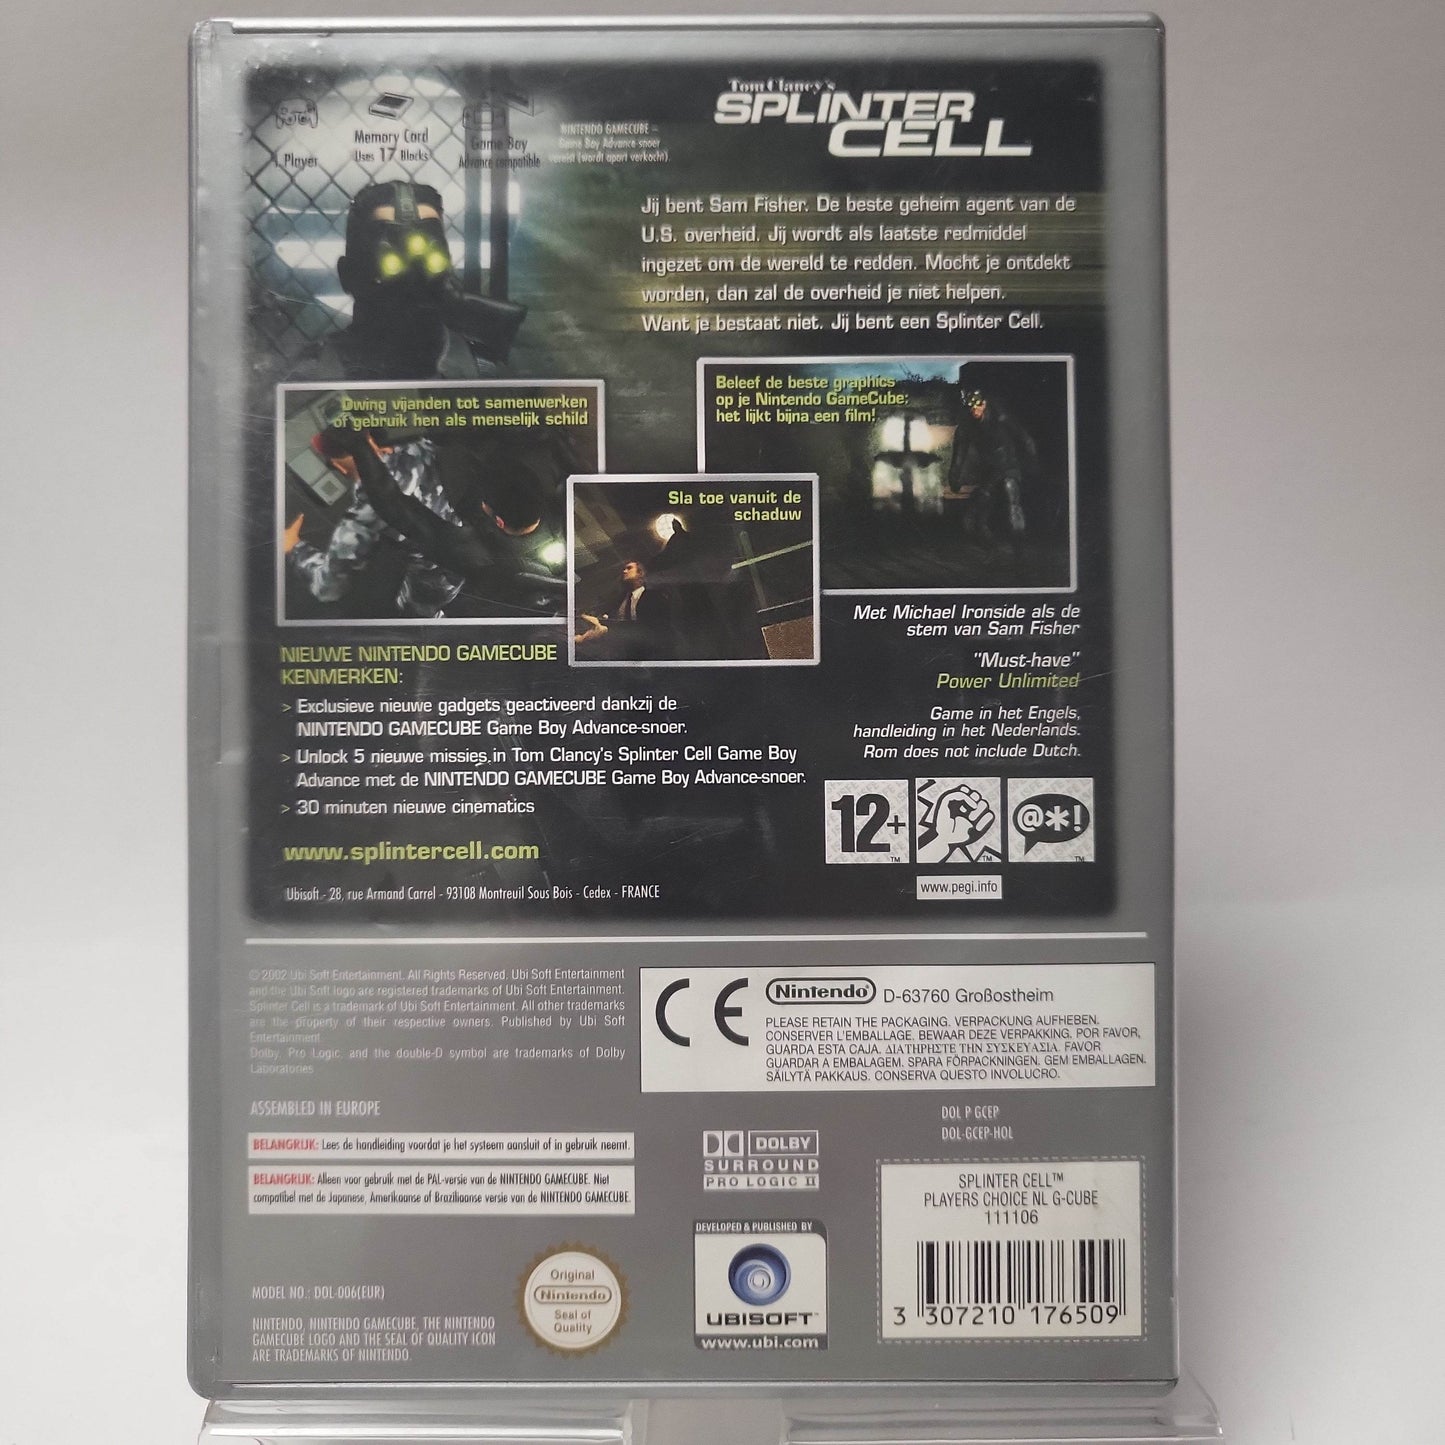 Tom Clancy's
SPLINTER
CELL
1 Player
Memory Card
Uses 17 Blocks
Game Boy
Advance compatible
NINTENDO GAMECUBE –
Game Boy Advance snoer
vereist (wordt apart verkocht).
Jij bent Sam Fisher. De beste geheim agent van de
U.S. overheid. Jij wordt als laatste redmiddel
ingezet om de wereld te redden. Mocht je ontdekt
worden, dan zal de overheid je niet helpen.
Want je bestaat niet. Jij bent een Splinter Cell.
Dwing vijanden tot samenwerken
of gebruik hen als menselijk schild
Beleef de beste graphics
op je Nintendo GameCube;
het lijkt bijna een film!
Sla toe vanuit de
schaduw
Met Michael Ironside als de
stem van Sam Fisher
"Must-have"
Power Unlimited
Game in het Engels,
handleiding in het Nederlands.
Rom does not include Dutch.
NIEUWE NINTENDO GAMECUBE
KENMERKEN:
> Exclusieve nieuwe gadgets geactiveerd dankzij de
NINTENDO GAMECUBE Game Boy Advance-snoer.
> Unlock 5 nieuwe missies in Tom Clancy's Splinter Cell Game Boy
Advance met de NINTENDO GAMECUBE Game Boy Advance-snoer.
> 30 minuten nieuwe cinematics
www.splintercell.com
Ubisoft - 28, rue Armand Carrel - 93108 Montreuil Sous Bois - Cedex - FRANCE
12+
TM
TM
@*!
TM
www.pegi.info
© 2002 Ubi Soft Entertainment. All Rights Reserved. Ubi Soft Entertainment
and the Ubi Soft logo are registered trademarks of Ubi Soft Entertainment.
Splinter Cell is a trademark of Ubi Soft Entertainment. All other trademarks
are the property of their respective owners. Published by Ubi Soft
Entertainment
Dolby, Pro Logic, and the double-D symbol are trademarks of Dolby
Laboratories
CE
Nintendo® D-63760 Großostheim
PLEASE RETAIN THE PACKAGING. VERPACKUNG AUFHEBEN.
CONSERVER L'EMBALLAGE. BEWAAR DEZE VERPAKKING. POR FAVOR,
GUARDA ESTA CAJA. ΔΙΑΤΗΡΗΣΤΕ ΤΗΝ ΣΥΣΚΕΥΑΣΙΑ. FAVOR
GUARDAR A EMBALAGEM. SPARA FÖRPACKNINGEN. GEM EMBALLAGEN.
SÄILYTÄ PAKKAUS. CONSERVA QUESTO INVOLUCRO.
ASSEMBLED IN EUROPE
BELANGRIJK: Lees de handleiding voordat je het systeem aansluit of in gebruik neemt.
BELANGRIJK: Alleen voor gebruik met de PAL-versie van de NINTENDO GAMECUBE. Niet
compatibel met de Japanese, Amerikaanse of Braziliaanse versie van de NINTENDO GAMECUBE.
DOLBY
SURROUND
PRO LOGIC II
DOL P GCEP
DOL-GCEP-HOL
SPLINTER CELL™
PLAYERS CHOICE NL G-CUBE
111106
3 307210 176509
DEVELOPED & PUBLISHED BY
UBISOFT™
www.ubi.com
Original
Nintendo®
Seal of
Quality
MODEL NO.: DOL-006(EUR)
NINTENDO, NINTENDO GAMECUBE, THE NINTENDO
GAMECUBE LOGO AND THE SEAL OF QUALITY ICON
ARE TRADEMARKS OF NINTENDO.